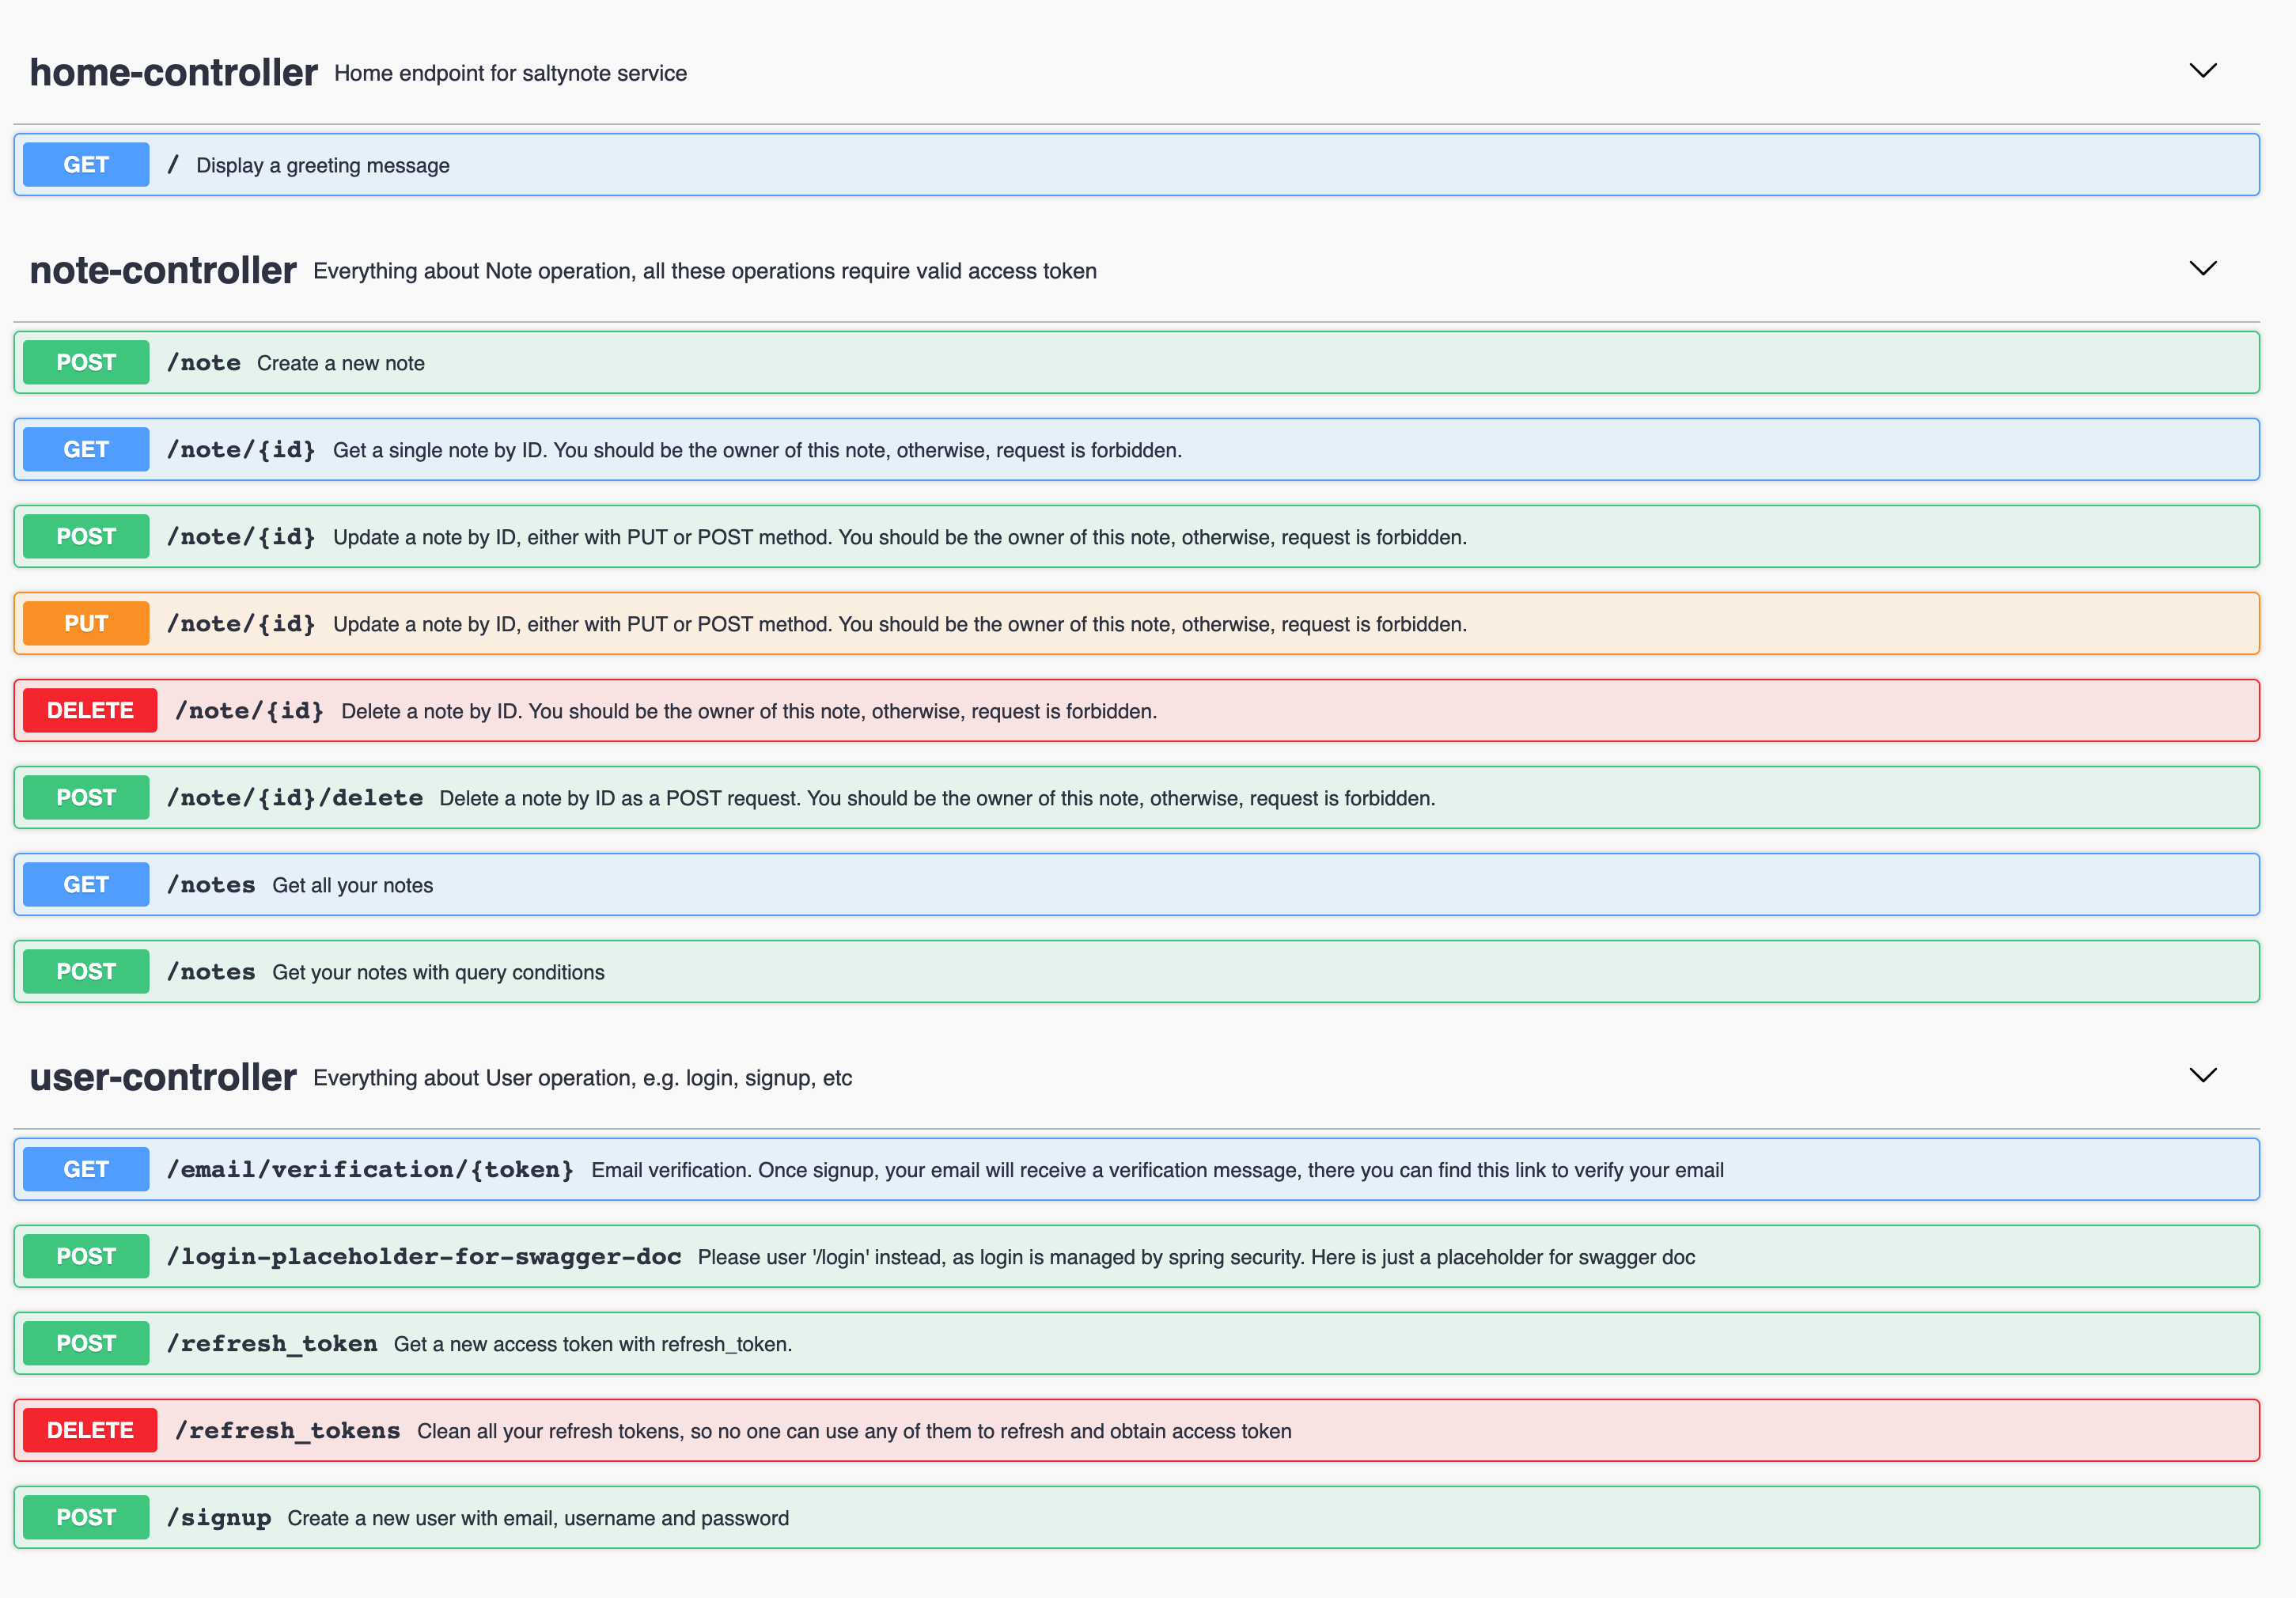 home-controller Home endpoint for saltynote service
GET / Display a greeting message
note-controller Everything about Note operation, all these operations require valid access token
POST /note Create a new note
GET /note/{id} Get a single note by ID. You should be the owner of this note, otherwise, request is forbidden.
POST /note/{id} Update a note by ID, either with PUT or POST method. You should be the owner of this note, otherwise, request is forbidden.
PUT /note/{id} Update a note by ID, either with PUT or POST method. You should be the owner of this note, otherwise, request is forbidden.
DELETE /note/{id} Delete a note by ID. You should be the owner of this note, otherwise, request is forbidden.
POST /note/{id}/delete Delete a note by ID as a POST request. You should be the owner of this note, otherwise, request is forbidden.
GET /notes Get all your notes
POST /notes Get your notes with query conditions
user-controller Everything about User operation, e.g. login, signup, etc
GET /email/verification/{token} Email verification. Once signup, your email will receive a verification message, there you can find this link to verify your email
POST /login-placeholder-for-swagger-doc Please user '/login' instead, as login is managed by spring security. Here is just a placeholder for swagger doc
POST /refresh_token Get a new access token with refresh_token.
DELETE /refresh_tokens Clean all your refresh tokens, so no one can use any of them to refresh and obtain access token
POST /signup Create a new user with email, username and password